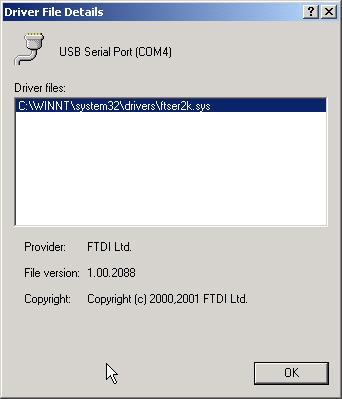 Driver File Details
USB Serial Port (COM4)
Driver files:
C:\WINNT\system32\drivers\ftser2k.sys
Provider: FTDI Ltd.
File version: 1.00.2088
Copyright: Copyright (c) 2000,2001 FTDI Ltd.
OK